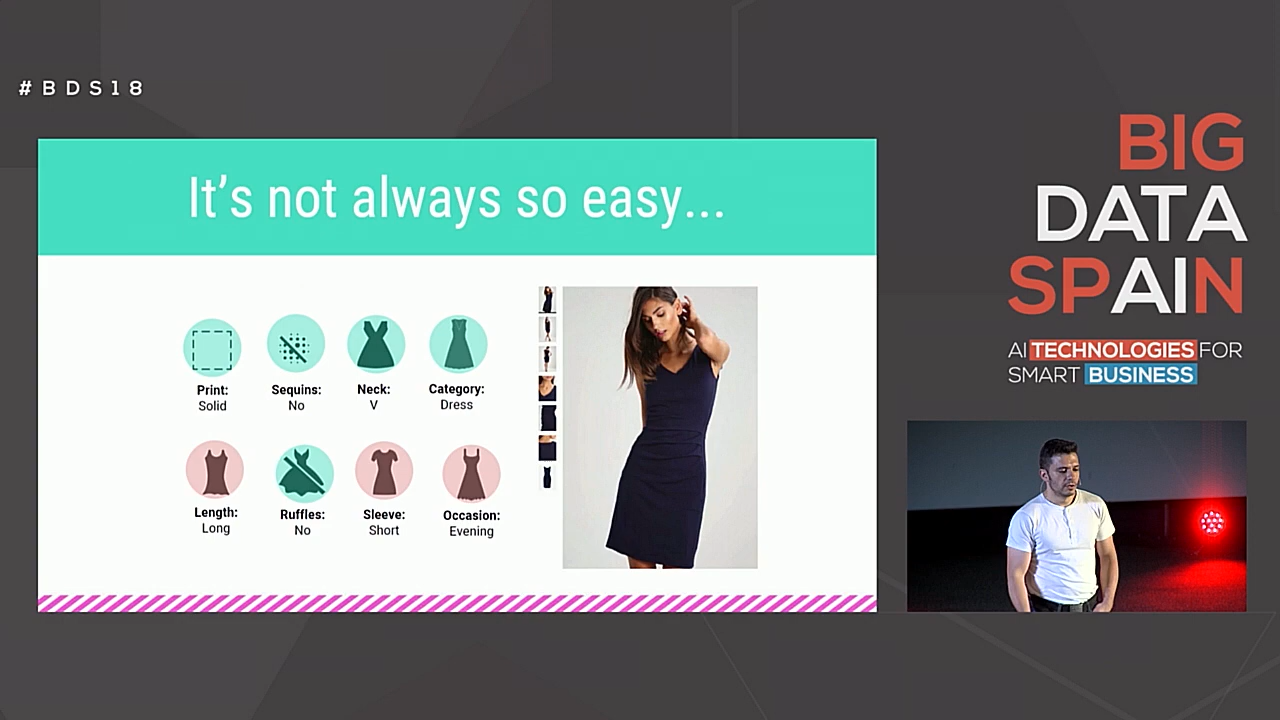 #BDS18
It's not always so easy...
Print:
Solid
Sequins:
No
Neck:
V
Category:
Dress
Length:
Long
Ruffles:
No
Sleeve:
Short
Occasion:
Evening
BIG
DATA
SPAIN
AI TECHNOLOGIES FOR
SMART BUSINESS